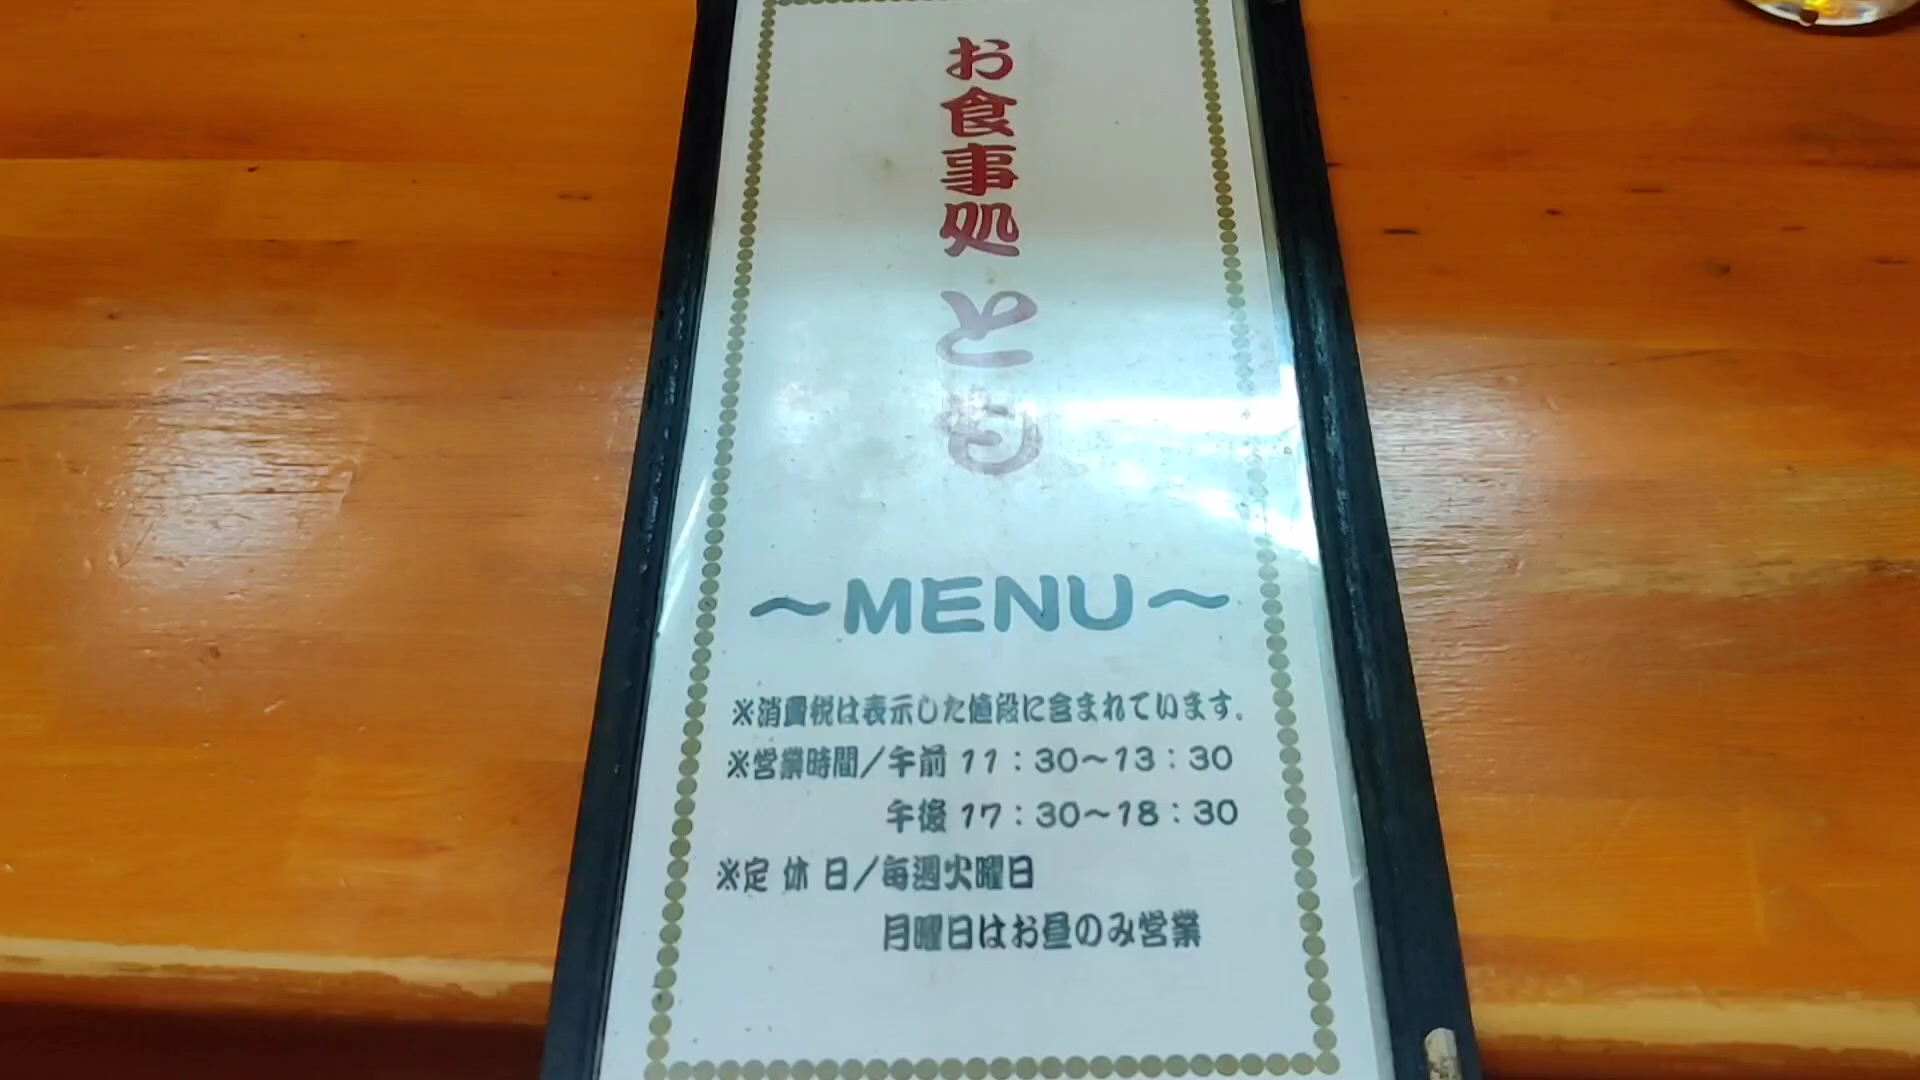 お食事処
とも
～MENU～
※消費税は表示した値段に含まれています。
※営業時間／午前 11：30～13：30
午後 17：30～18：30
※定 休 日／毎週火曜日
月曜日はお昼のみ営業